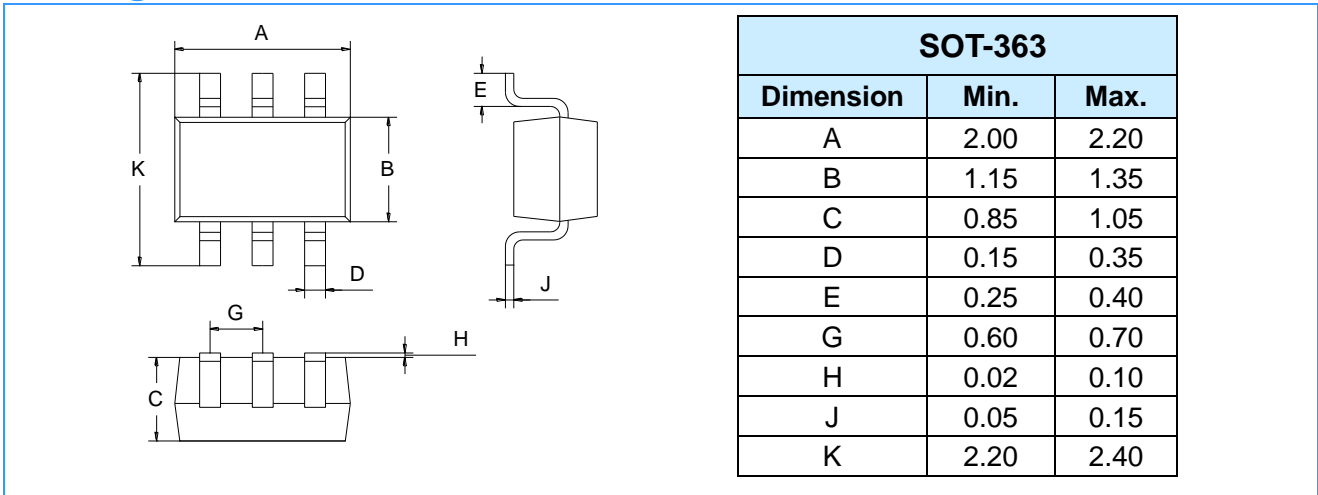 A
K
B
D
E
J
G
H
C
SOT-363
Dimension Min. Max.
A 2.00 2.20
B 1.15 1.35
C 0.85 1.05
D 0.15 0.35
E 0.25 0.40
G 0.60 0.70
H 0.02 0.10
J 0.05 0.15
K 2.20 2.40